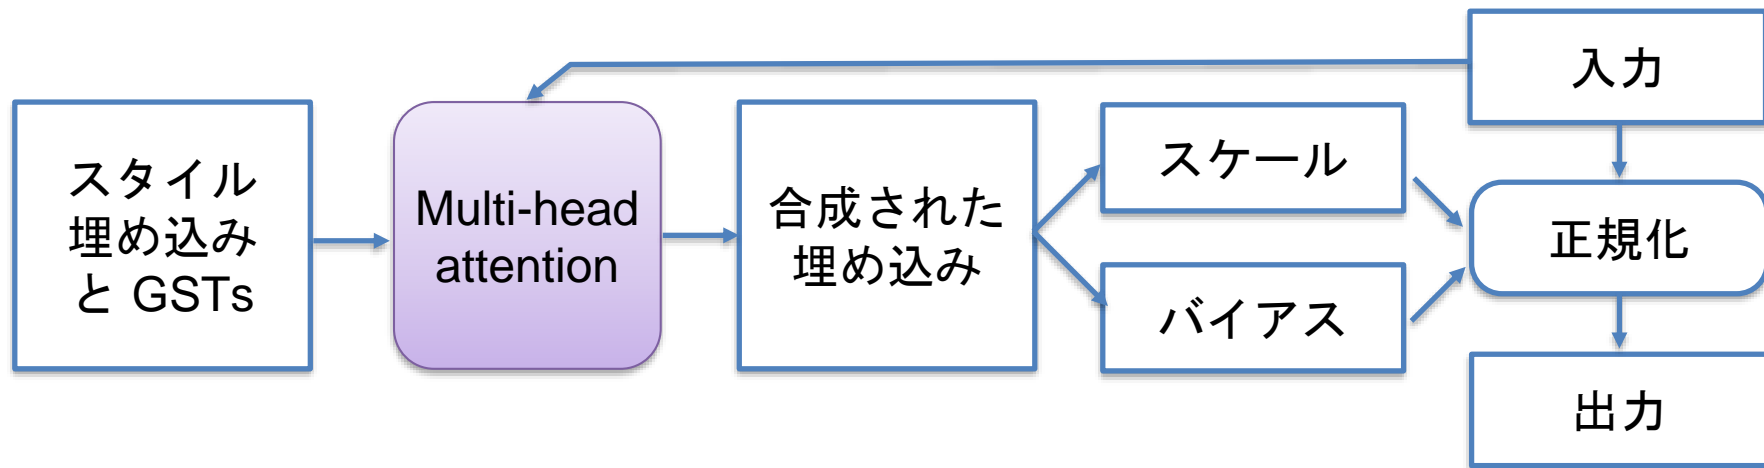 スタイル
埋め込み
と GSTs
Multi-head
attention
合成された
埋め込み
スケール
バイアス
入力
正規化
出力